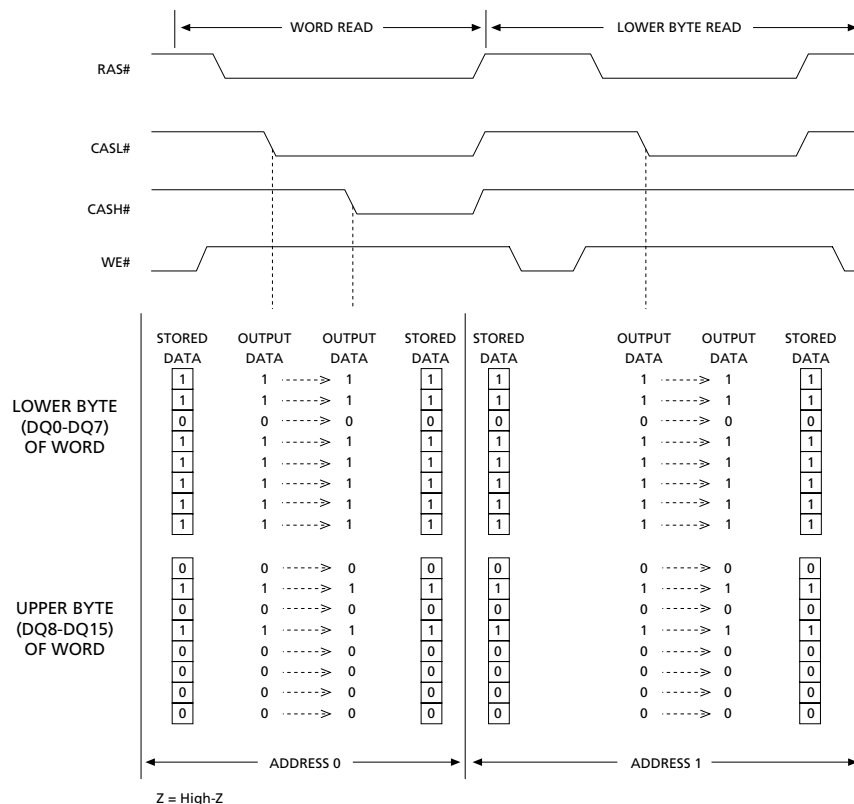 WORD READ LOWER BYTE READ
RAS#
CASL#
CASH#
WE#
STORED OUTPUT OUTPUT STORED STORED OUTPUT OUTPUT STORED
DATA DATA DATA DATA DATA DATA DATA DATA
LOWER BYTE
(DQ0-DQ7)
OF WORD
1 1 1 1 1 1 1 1
1 1 1 1 1 1 1 1
0 0 0 0 0 0 0 0
1 1 1 1 1 1 1 1
1 1 1 1 1 1 1 1
1 1 1 1 1 1 1 1
1 1 1 1 1 1 1 1
1 1 1 1 1 1 1 1
UPPER BYTE
(DQ8-DQ15)
OF WORD
0 0 0 0 0 0 0 0
1 1 1 1 1 1 1 1
0 0 0 0 0 0 0 0
1 1 1 1 1 1 1 1
0 0 0 0 0 0 0 0
0 0 0 0 0 0 0 0
0 0 0 0 0 0 0 0
0 0 0 0 0 0 0 0
ADDRESS 0 ADDRESS 1
Z = High-Z